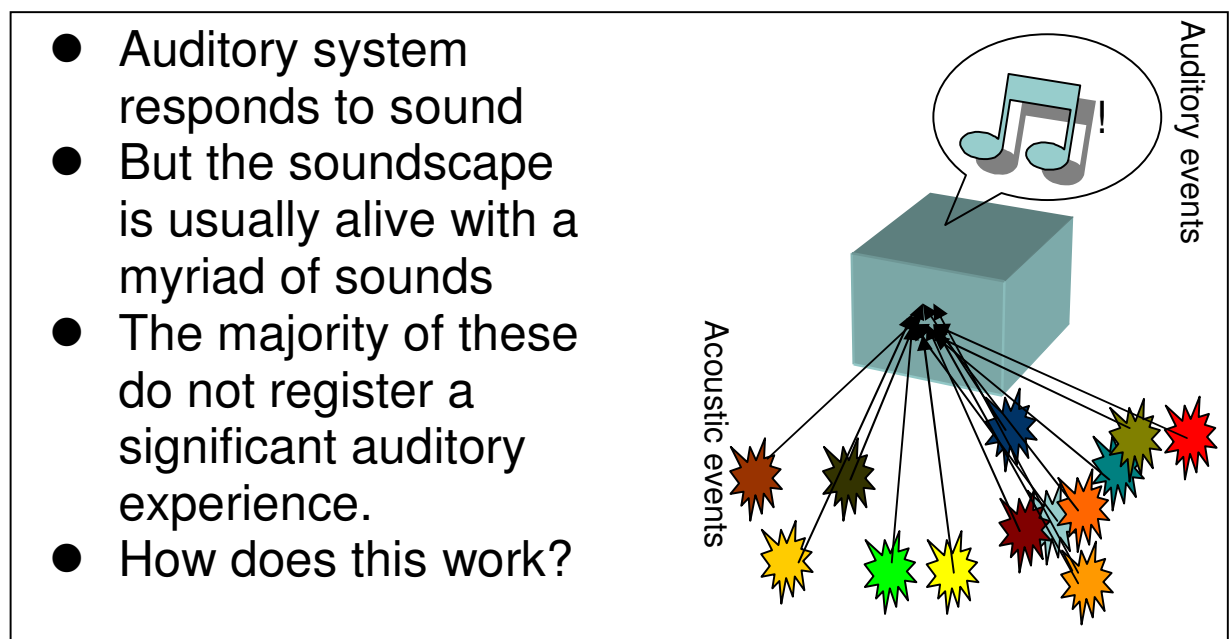 ● Auditory system
responds to sound
● But the soundscape
is usually alive with a
myriad of sounds
● The majority of these
do not register a
significant auditory
experience.
● How does this work?
!
Auditory events
Acoustic events